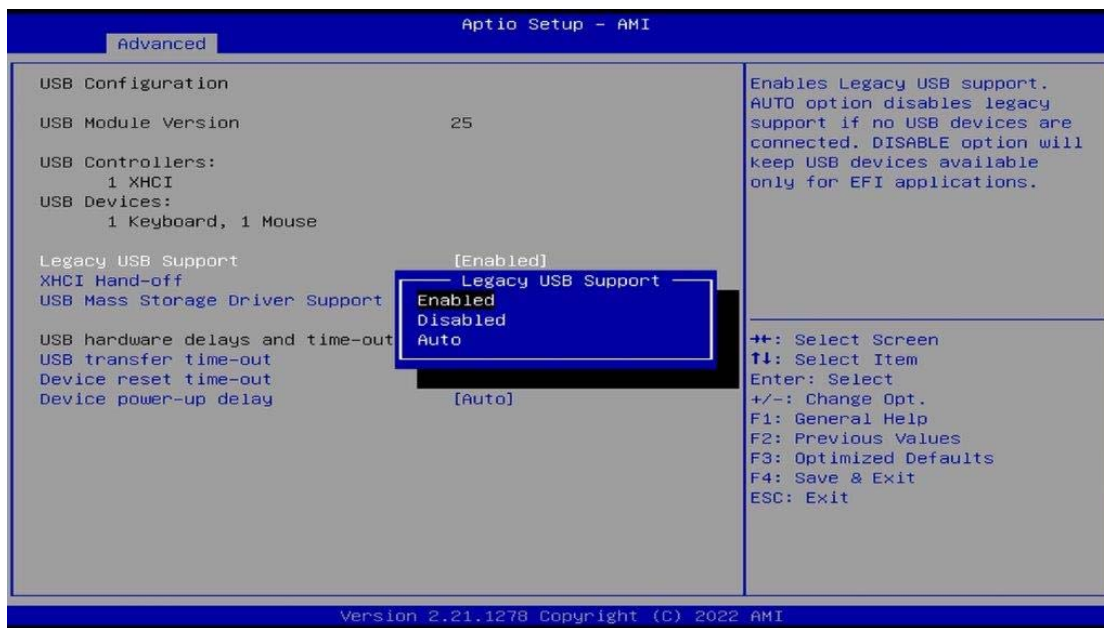 Aptio Setup - AMI
Advanced
USB Configuration
USB Module Version 25
USB Controllers:
1 XHCI
USB Devices:
1 Keyboard, 1 Mouse
Legacy USB Support [Enabled]
XHCI Hand-off
USB Mass Storage Driver Support
USB hardware delays and time-out
USB transfer time-out
Device reset time-out
Device power-up delay [Auto]
Legacy USB Support
Enabled
Disabled
Auto
Enables Legacy USB support.
AUTO option disables legacy
support if no USB devices are
connected. DISABLE option will
keep USB devices available
only for EFI applications.
→←: Select Screen
↑↓: Select Item
Enter: Select
+/-: Change Opt.
F1: General Help
F2: Previous Values
F3: Optimized Defaults
F4: Save & Exit
ESC: Exit
Version 2.21.1278 Copyright (C) 2022 AMI